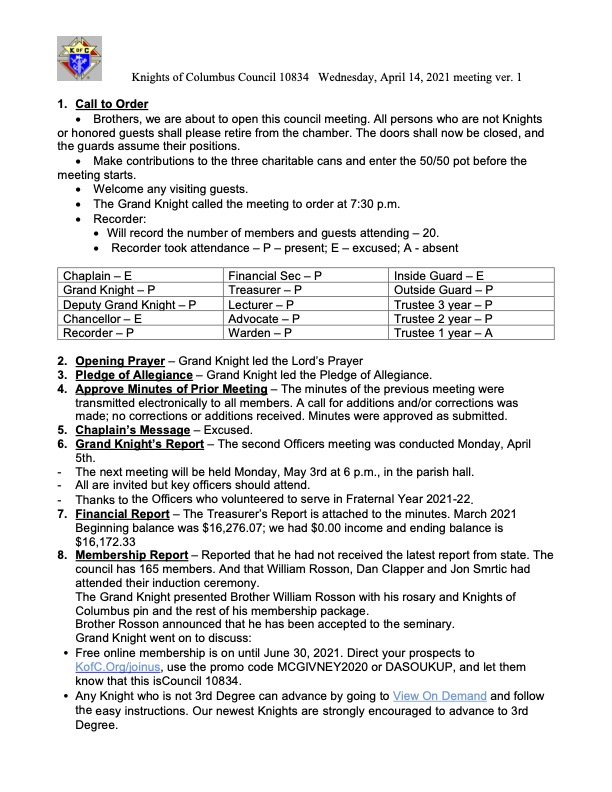 K OF C
Knights of Columbus Council 10834 Wednesday, April 14, 2021 meeting ver. 1
1. Call to Order
• Brothers, we are about to open this council meeting. All persons who are not Knights
or honored guests shall please retire from the chamber. The doors shall now be closed, and
the guards assume their positions.
• Make contributions to the three charitable cans and enter the 50/50 pot before the
meeting starts.
• Welcome any visiting guests.
• The Grand Knight called the meeting to order at 7:30 p.m.
• Recorder:
• Will record the number of members and guests attending – 20.
• Recorder took attendance – P – present; E – excused; A - absent
Chaplain – E Financial Sec – P Inside Guard – E
Grand Knight – P Treasurer – P Outside Guard – P
Deputy Grand Knight – P Lecturer – P Trustee 3 year – P
Chancellor – E Advocate – P Trustee 2 year – P
Recorder – P Warden – P Trustee 1 year – A
2. Opening Prayer – Grand Knight led the Lord's Prayer
3. Pledge of Allegiance – Grand Knight led the Pledge of Allegiance.
4. Approve Minutes of Prior Meeting – The minutes of the previous meeting were
transmitted electronically to all members. A call for additions and/or corrections was
made; no corrections or additions received. Minutes were approved as submitted.
5. Chaplain's Message – Excused.
6. Grand Knight's Report – The second Officers meeting was conducted Monday, April
5th.
- The next meeting will be held Monday, May 3rd at 6 p.m., in the parish hall.
- All are invited but key officers should attend.
- Thanks to the Officers who volunteered to serve in Fraternal Year 2021-22.
7. Financial Report – The Treasurer's Report is attached to the minutes. March 2021
Beginning balance was $16,276.07; we had $0.00 income and ending balance is
$16,172.33
8. Membership Report – Reported that he had not received the latest report from state. The
council has 165 members. And that William Rosson, Dan Clapper and Jon Smrtic had
attended their induction ceremony.
The Grand Knight presented Brother William Rosson with his rosary and Knights of
Columbus pin and the rest of his membership package.
Brother Rosson announced that he has been accepted to the seminary.
Grand Knight went on to discuss:
• Free online membership is on until June 30, 2021. Direct your prospects to
KofC.Org/joinus, use the promo code MCGIVNEY2020 or DASOUKUP, and let them
know that this isCouncil 10834.
• Any Knight who is not 3rd Degree can advance by going to View On Demand and follow
the easy instructions. Our newest Knights are strongly encouraged to advance to 3rd
Degree.